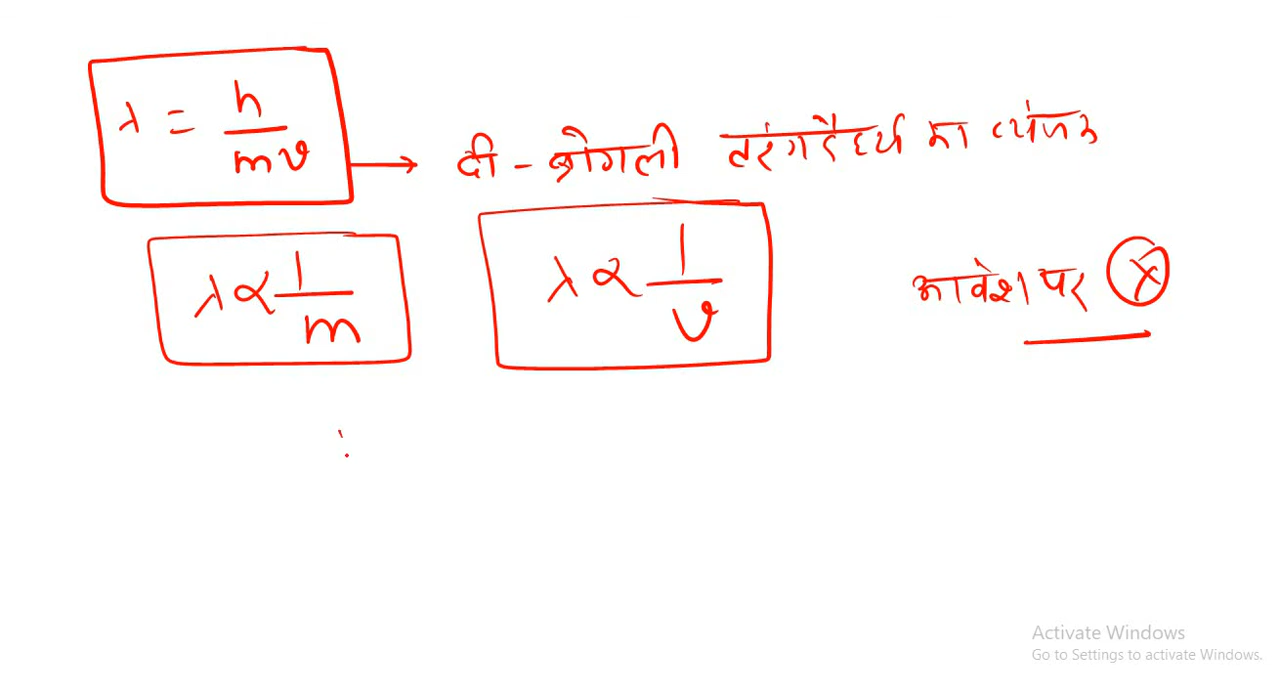 λ = h/mv → दी - ब्रोगली तरंगदैर्ध्य का व्यंजक
λ ∝ 1/m λ ∝ 1/v आवेश पर X
Activate Windows
Go to Settings to activate Windows.